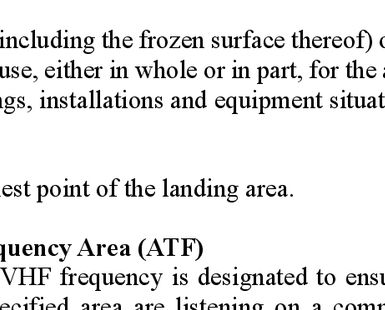 including the frozen surface thereof)
use, either in whole or in part, for the
ngs, installations and equipment situat
est point of the landing area.
quency Area (ATF)
VHF frequency is designated to ensu
ecified area are listening on a comm